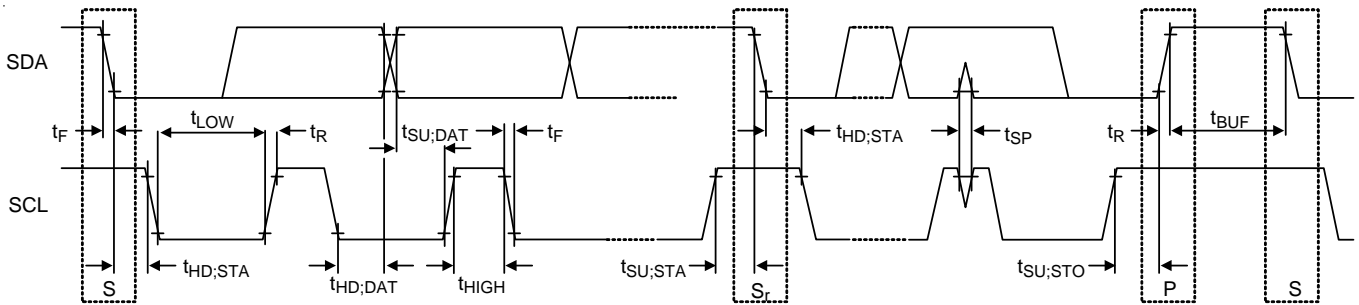 SDA
t_F t_LOW t_R t_SU;DAT t_F t_HD;STA t_SP t_R t_BUF
SCL
t_HD;STA t_HD;DAT t_HIGH t_SU;STA t_SU;STO
S S_r P S